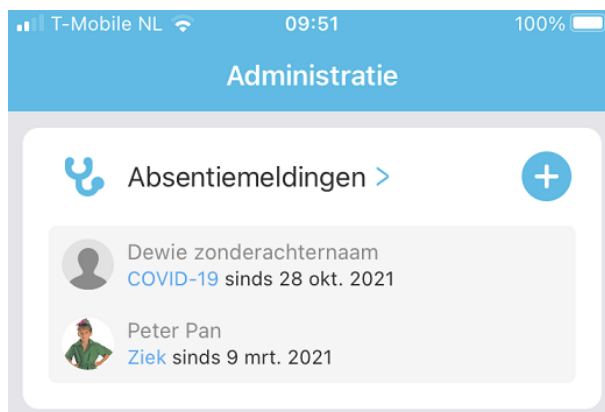 T-Mobile NL 09:51 100%
Administratie
Absentiemeldingen >
Dewie zonderachternaam
COVID-19 sinds 28 okt. 2021
Peter Pan
Ziek sinds 9 mrt. 2021